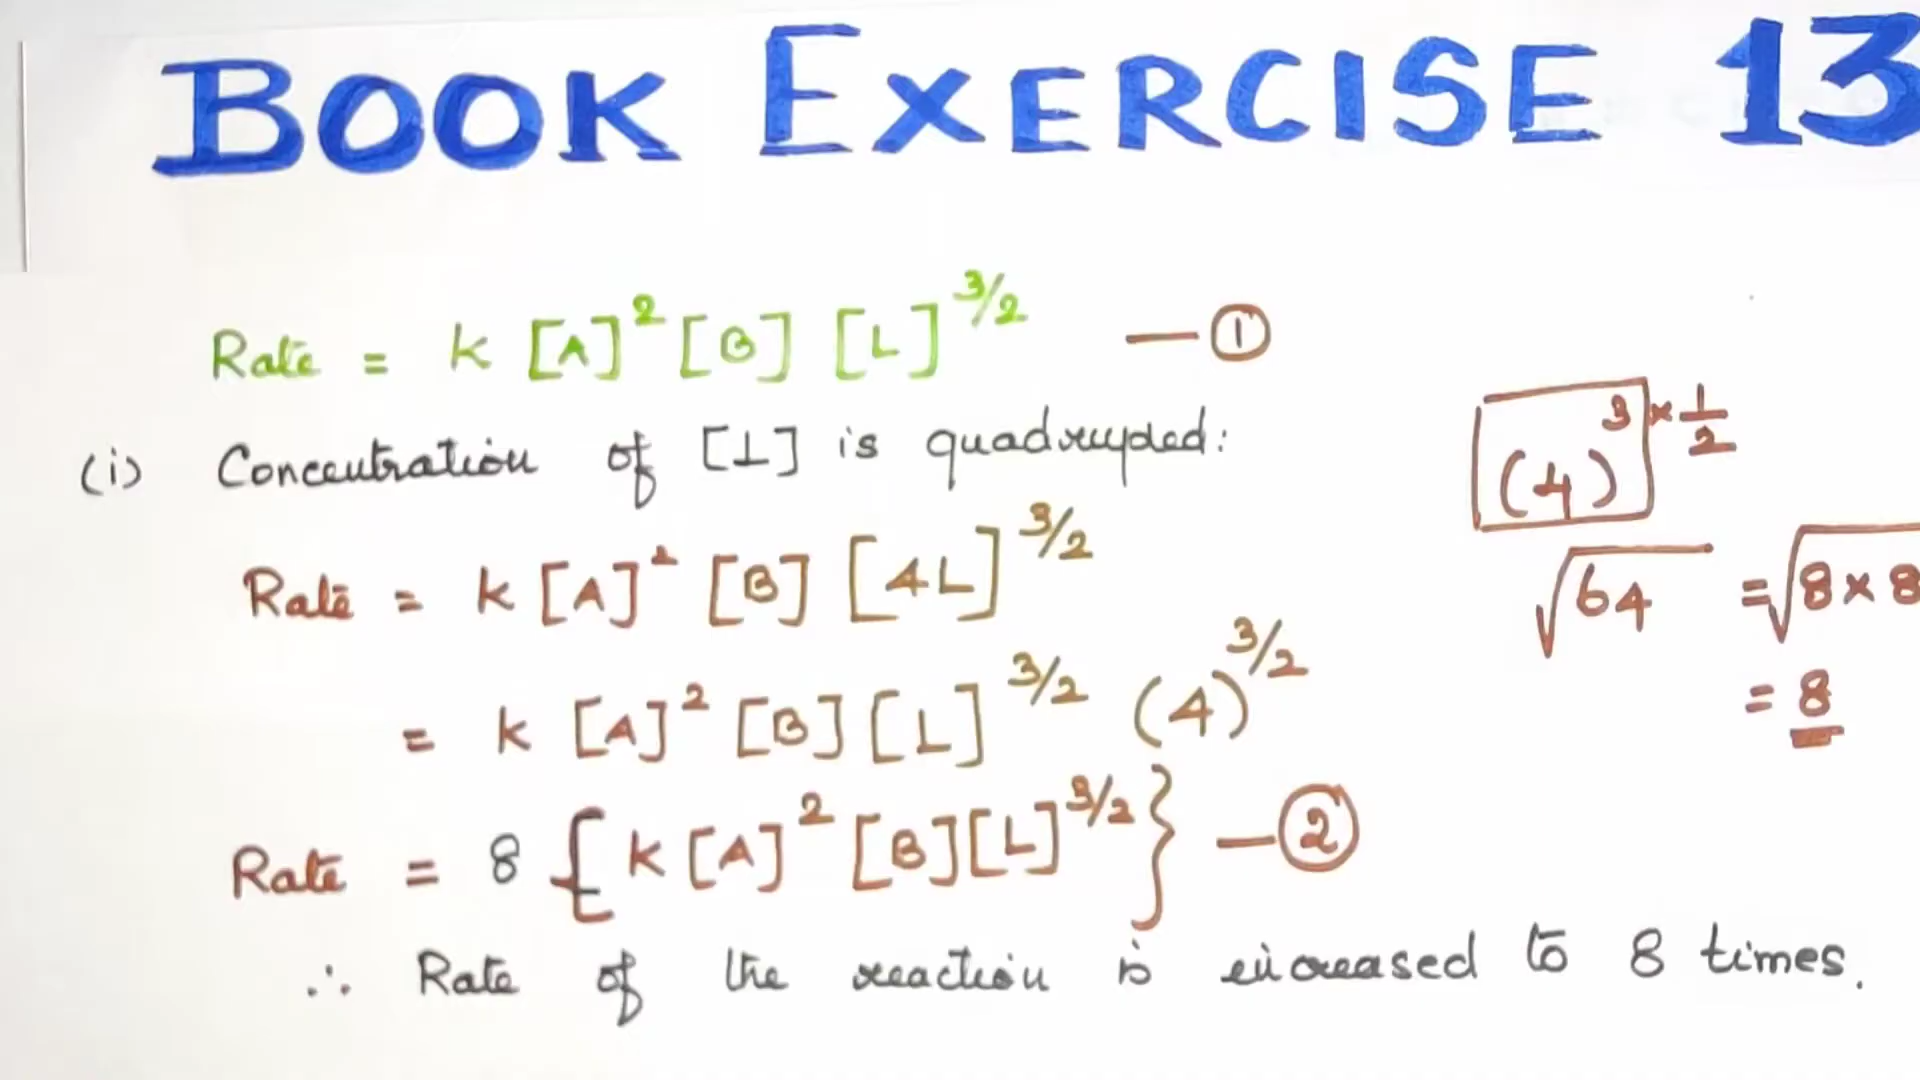 BOOK EXERCISE 13
Rate = k [A]² [B] [L]^3/2 — ①
(i) Concentration of [L] is quadrupled:
Rate = k [A]² [B] [4L]^3/2
= k [A]² [B] [L]^3/2 (4)^3/2
Rate = 8 {k [A]² [B] [L]^3/2} — ②
∴ Rate of the reaction is increased to 8 times.
(4)^3 × 1/2
√64 = √8×8
= 8